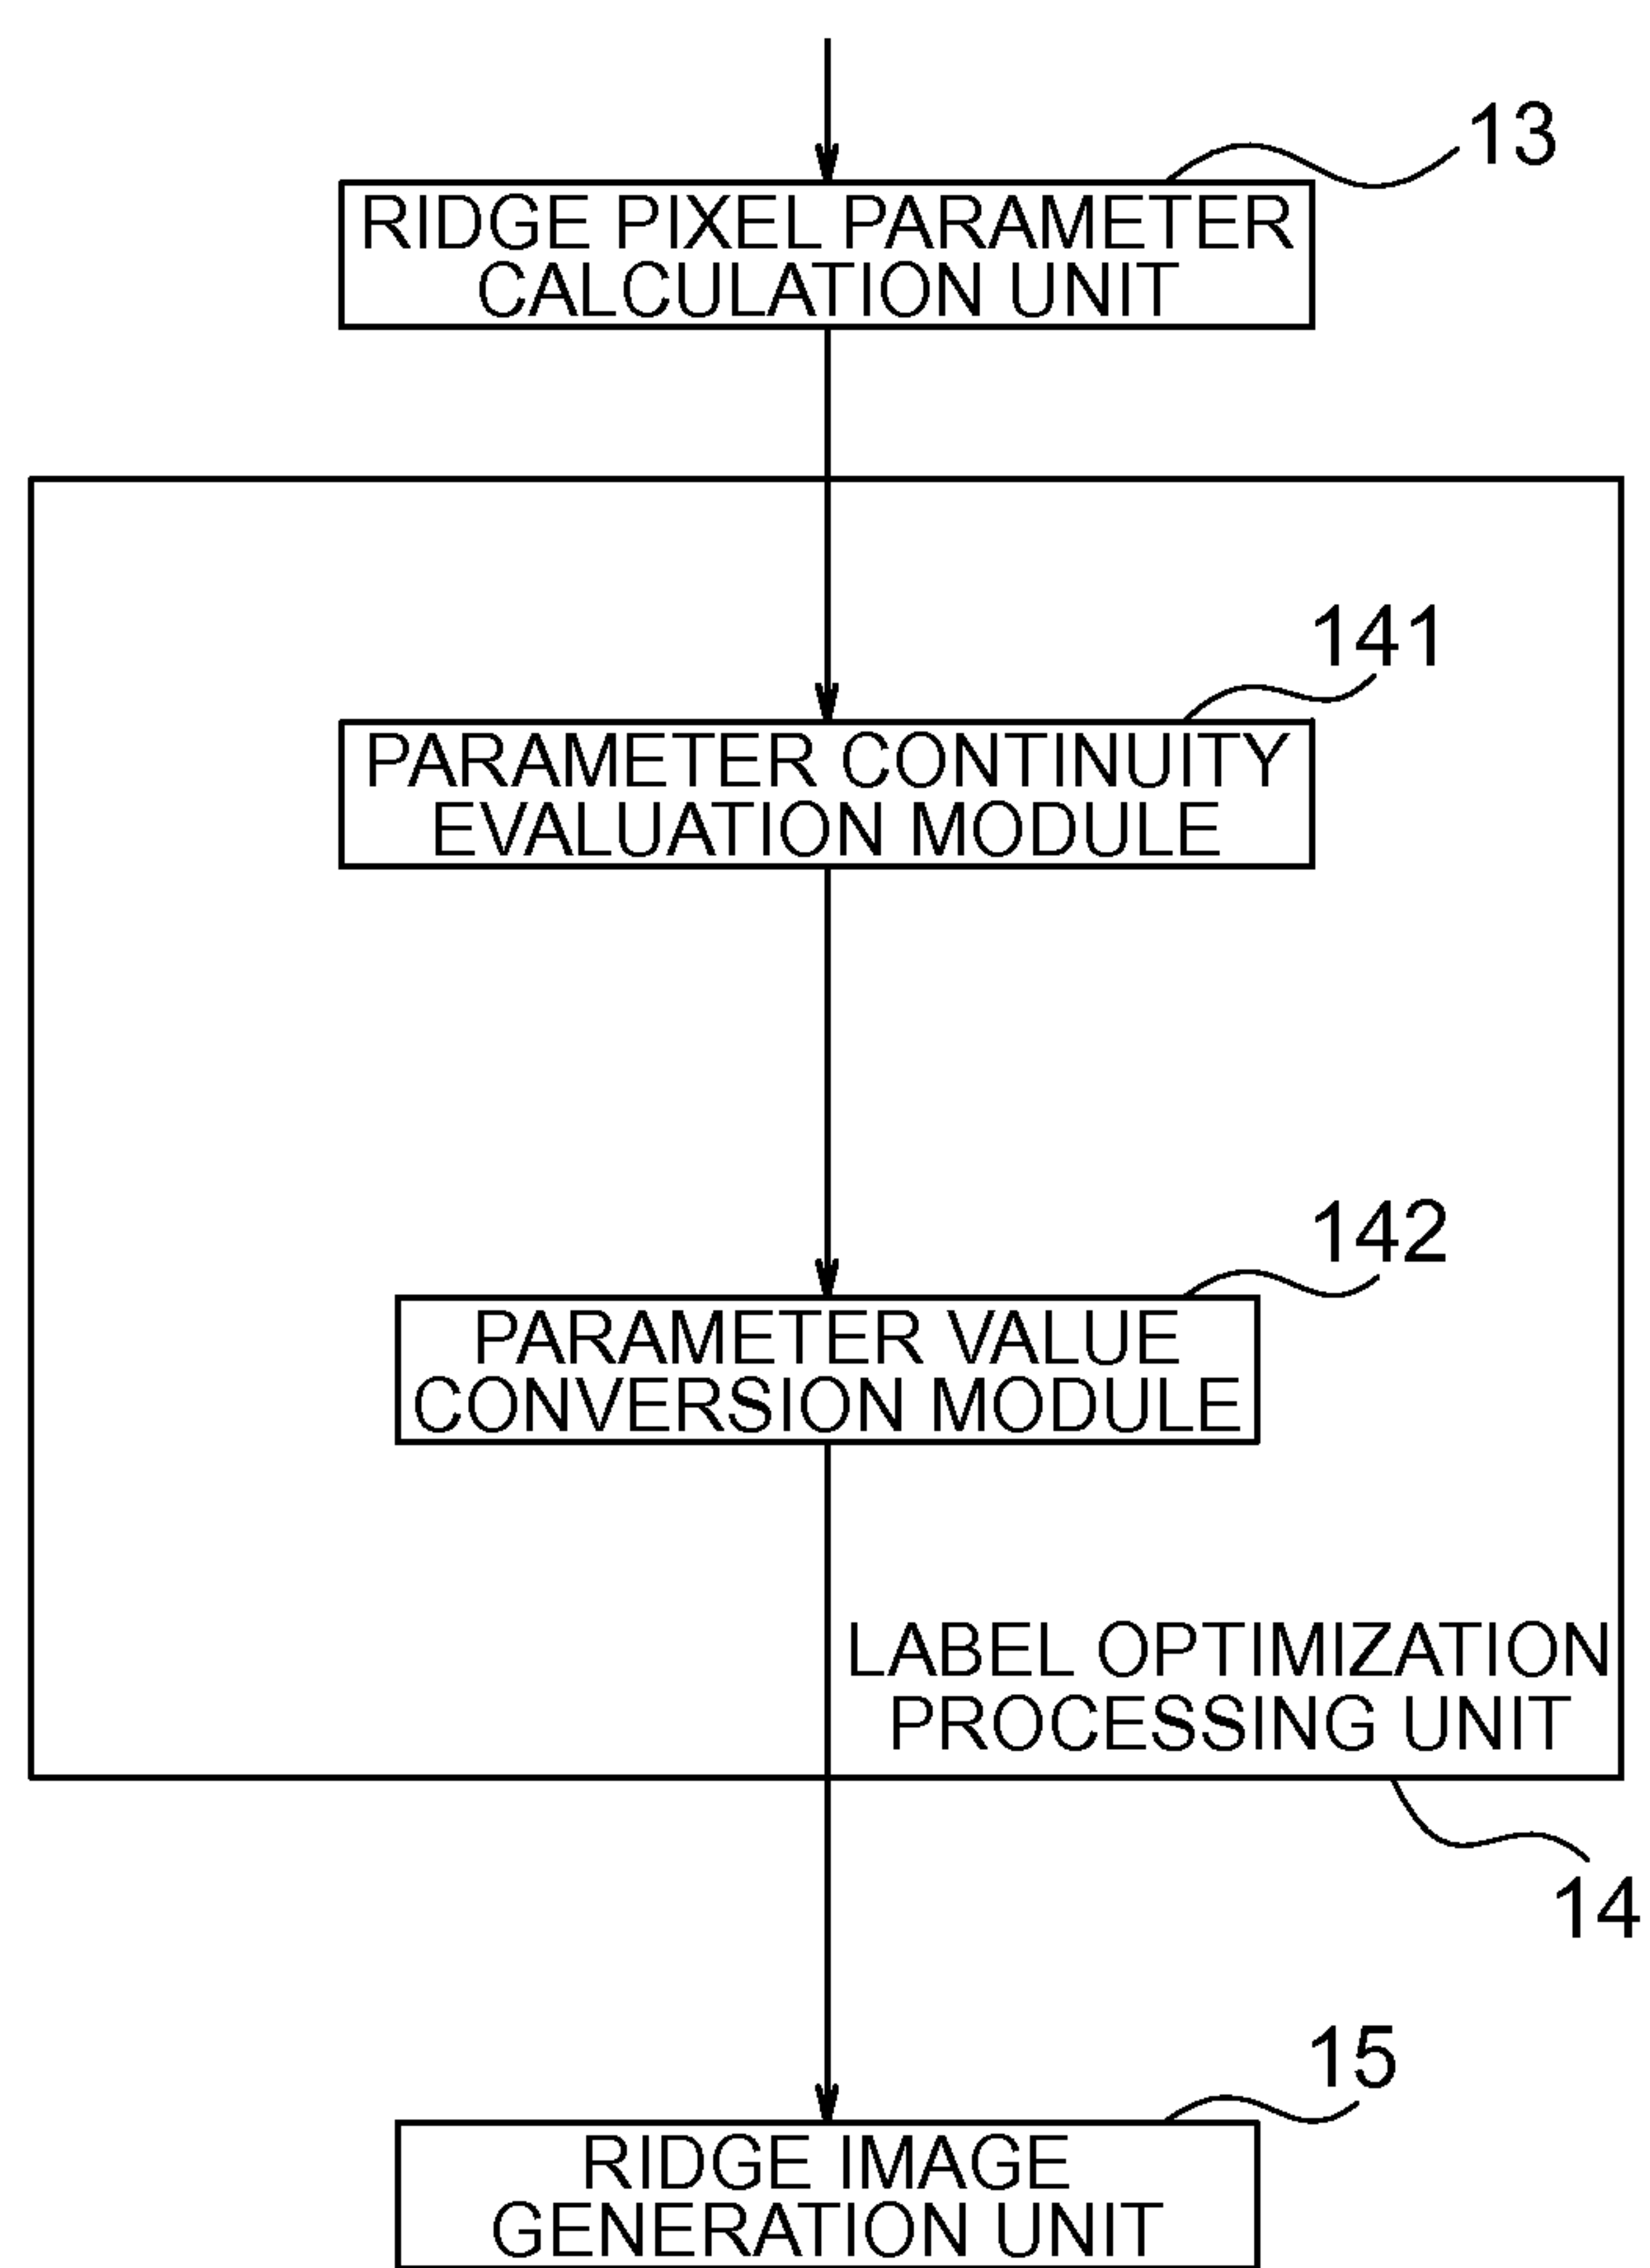 13
RIDGE PIXEL PARAMETER
CALCULATION UNIT
141
PARAMETER CONTINUITY
EVALUATION MODULE
142
PARAMETER VALUE
CONVERSION MODULE
LABEL OPTIMIZATION
PROCESSING UNIT
14
15
RIDGE IMAGE
GENERATION UNIT